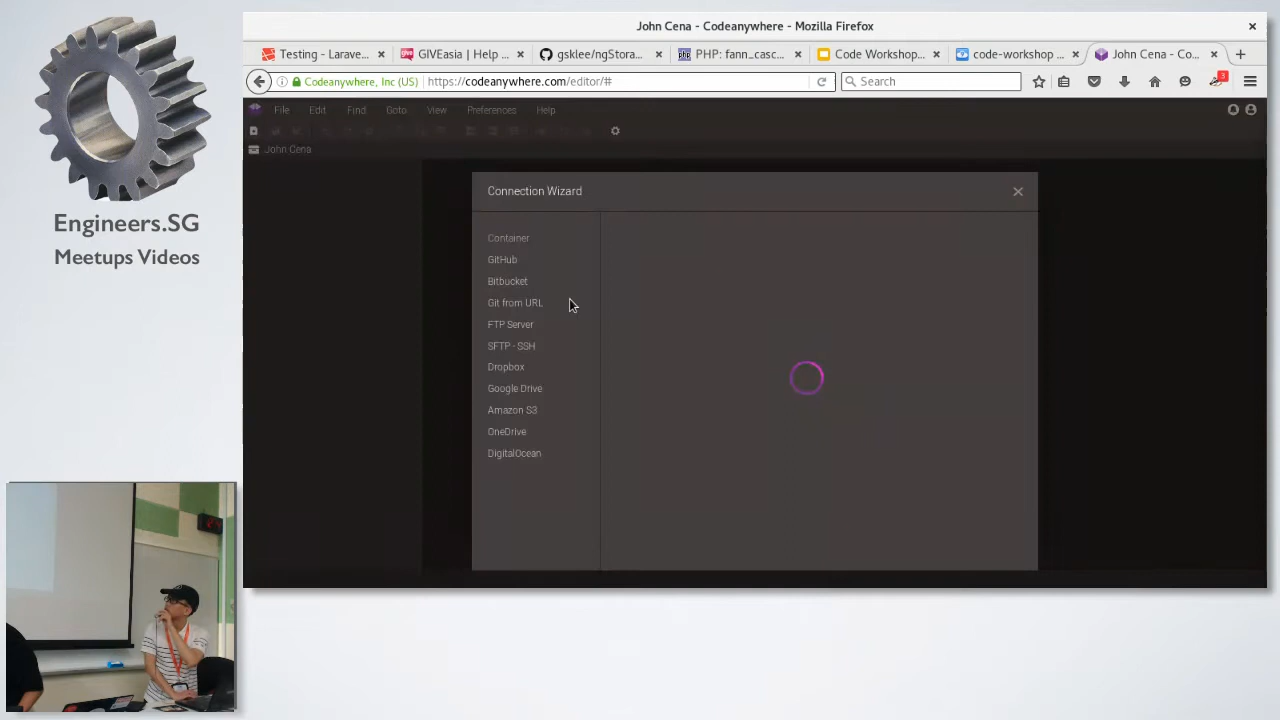 Engineers.SG
Meetups Videos
John Cena - Codeanywhere - Mozilla Firefox
Testing - Larave...
GIVEasia | Help ...
gsklee/ngStora...
PHP: fann_casc...
Code Workshop...
code-workshop ...
John Cena - Co...
Codeanywhere, Inc (US)
https://codeanywhere.com/editor/#
Search
3
File Edit Find Goto View Preferences Help
John Cena
Connection Wizard
Container
GitHub
Bitbucket
Git from URL
FTP Server
SFTP - SSH
Dropbox
Google Drive
Amazon S3
OneDrive
DigitalOcean